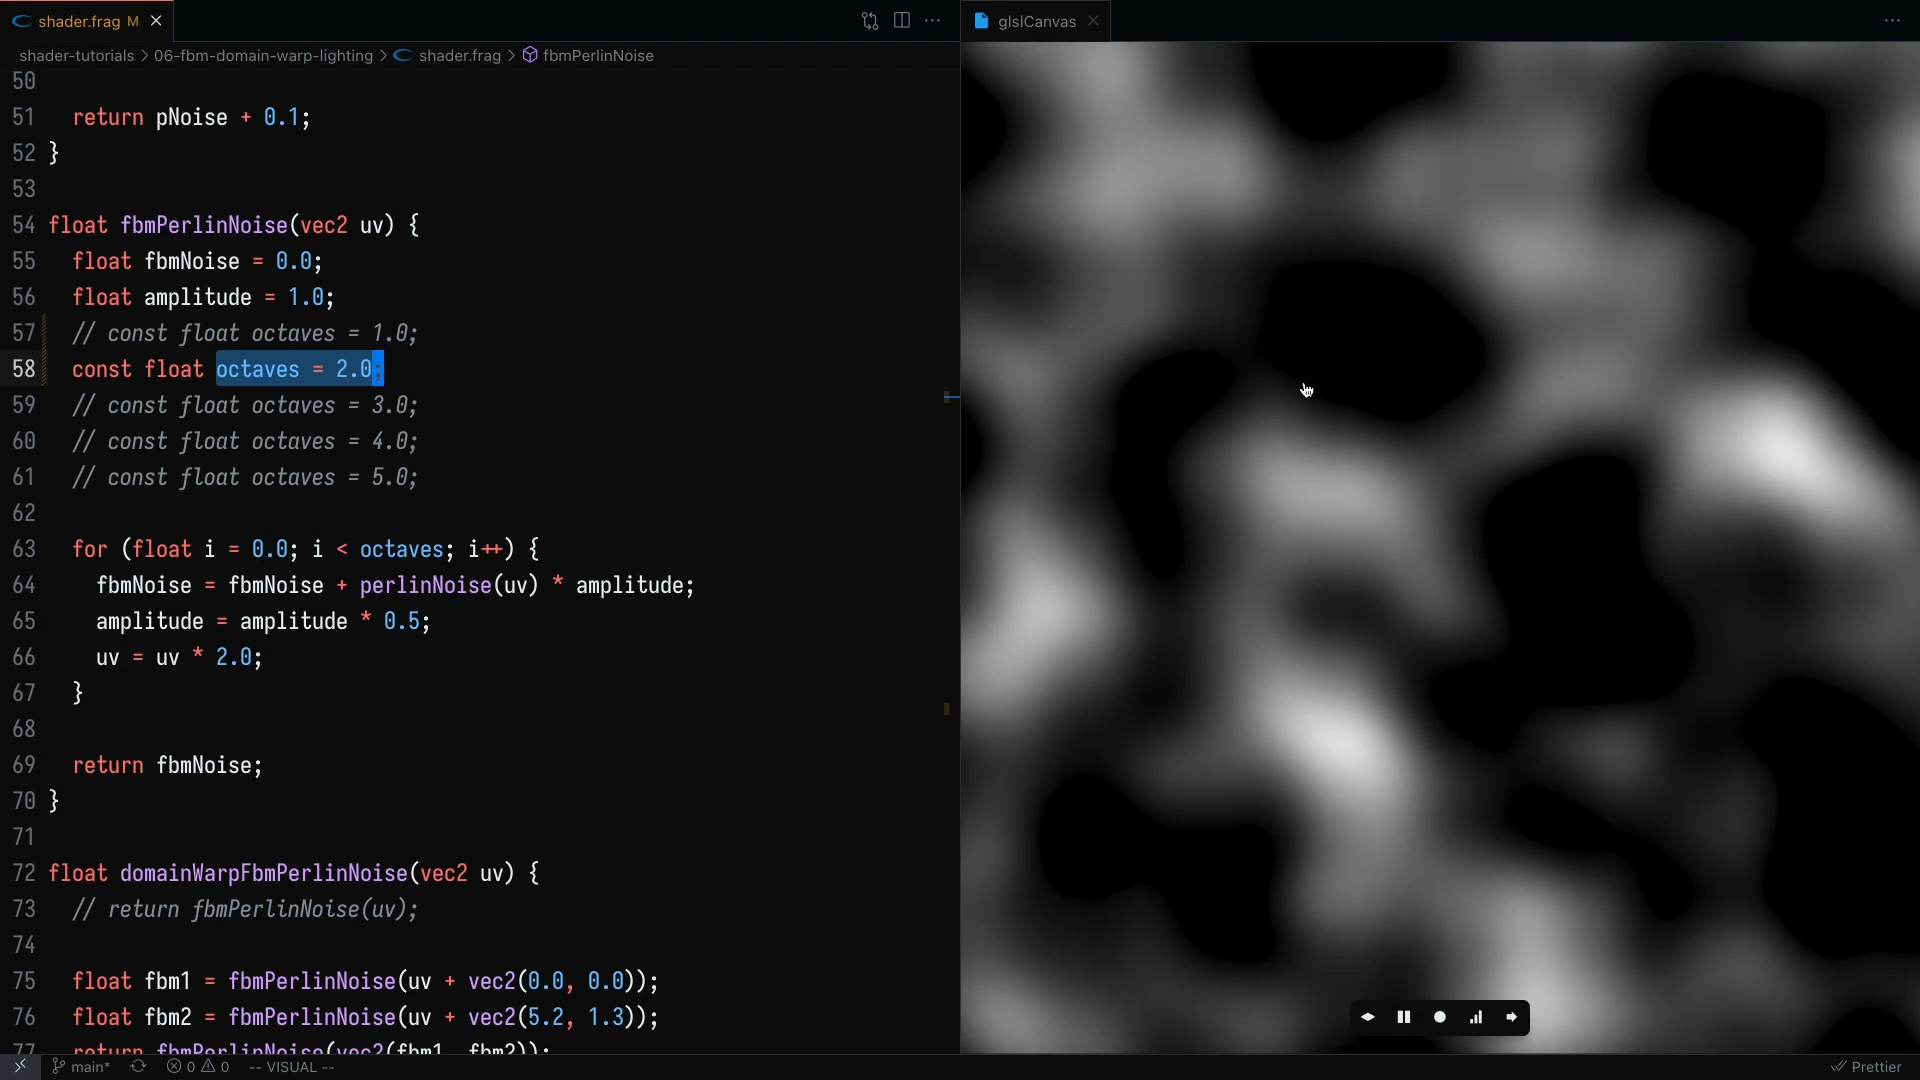 shader.frag M
glslCanvas
shader-tutorials > 06-fbm-domain-warp-lighting > shader.frag > fbmPerlinNoise
50
51 return pNoise + 0.1;
52 }
53
54 float fbmPerlinNoise(vec2 uv) {
55 float fbmNoise = 0.0;
56 float amplitude = 1.0;
57 // const float octaves = 1.0;
58 const float octaves = 2.0;
59 // const float octaves = 3.0;
60 // const float octaves = 4.0;
61 // const float octaves = 5.0;
62
63 for (float i = 0.0; i < octaves; i++) {
64 fbmNoise = fbmNoise + perlinNoise(uv) * amplitude;
65 amplitude = amplitude * 0.5;
66 uv = uv * 2.0;
67 }
68
69 return fbmNoise;
70 }
71
72 float domainWarpFbmPerlinNoise(vec2 uv) {
73 // return fbmPerlinNoise(uv);
74
75 float fbm1 = fbmPerlinNoise(uv + vec2(0.0, 0.0));
76 float fbm2 = fbmPerlinNoise(uv + vec2(5.2, 1.3));
77 return fbmPerlinNoise(vec2(fbm1, fbm2));
main* 0 0 -- VISUAL --
Prettier